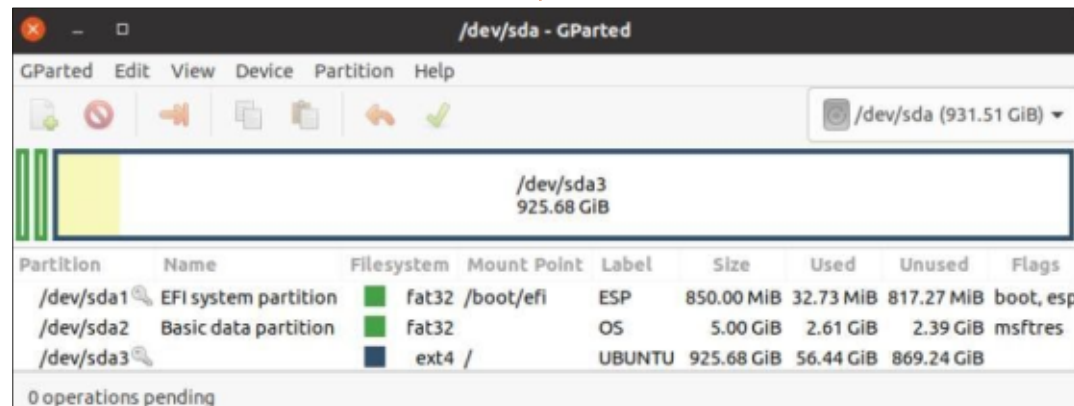 /dev/sda - GParted
GParted Edit View Device Partition Help
/dev/sda (931.51 GiB)
/dev/sda3
925.68 GiB
Partition Name Filesystem Mount Point Label Size Used Unused Flags
/dev/sda1 EFI system partition fat32 /boot/efi ESP 850.00 MiB 32.73 MiB 817.27 MiB boot, esp
/dev/sda2 Basic data partition fat32 OS 5.00 GiB 2.61 GiB 2.39 GiB msftres
/dev/sda3 ext4 / UBUNTU 925.68 GiB 56.44 GiB 869.24 GiB
0 operations pending